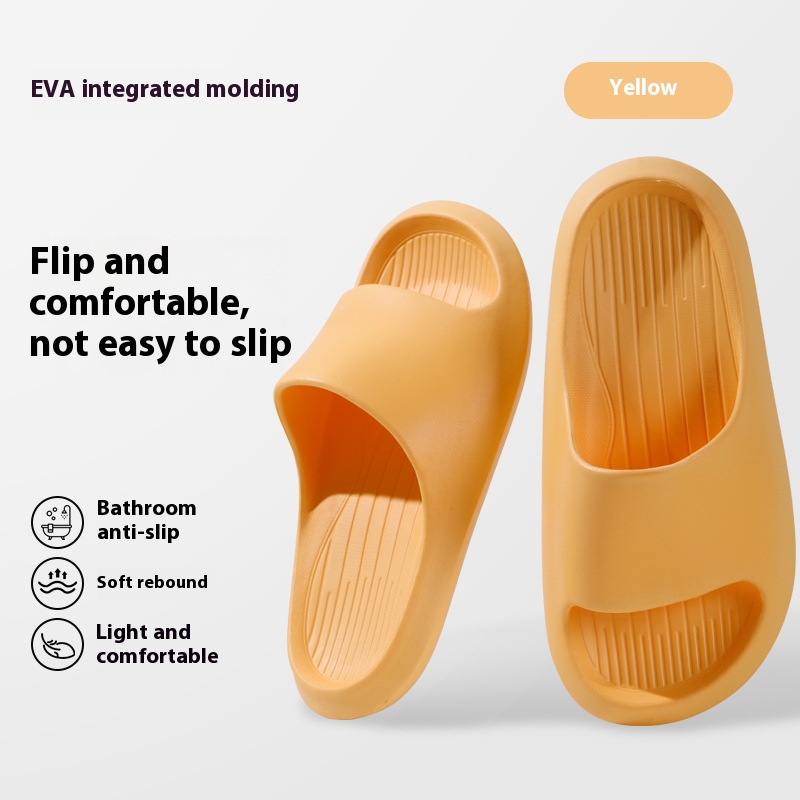 EVA integrated molding
Yellow
Flip and
comfortable,
not easy to slip
Bathroom
anti-slip
Soft rebound
Light and
comfortable